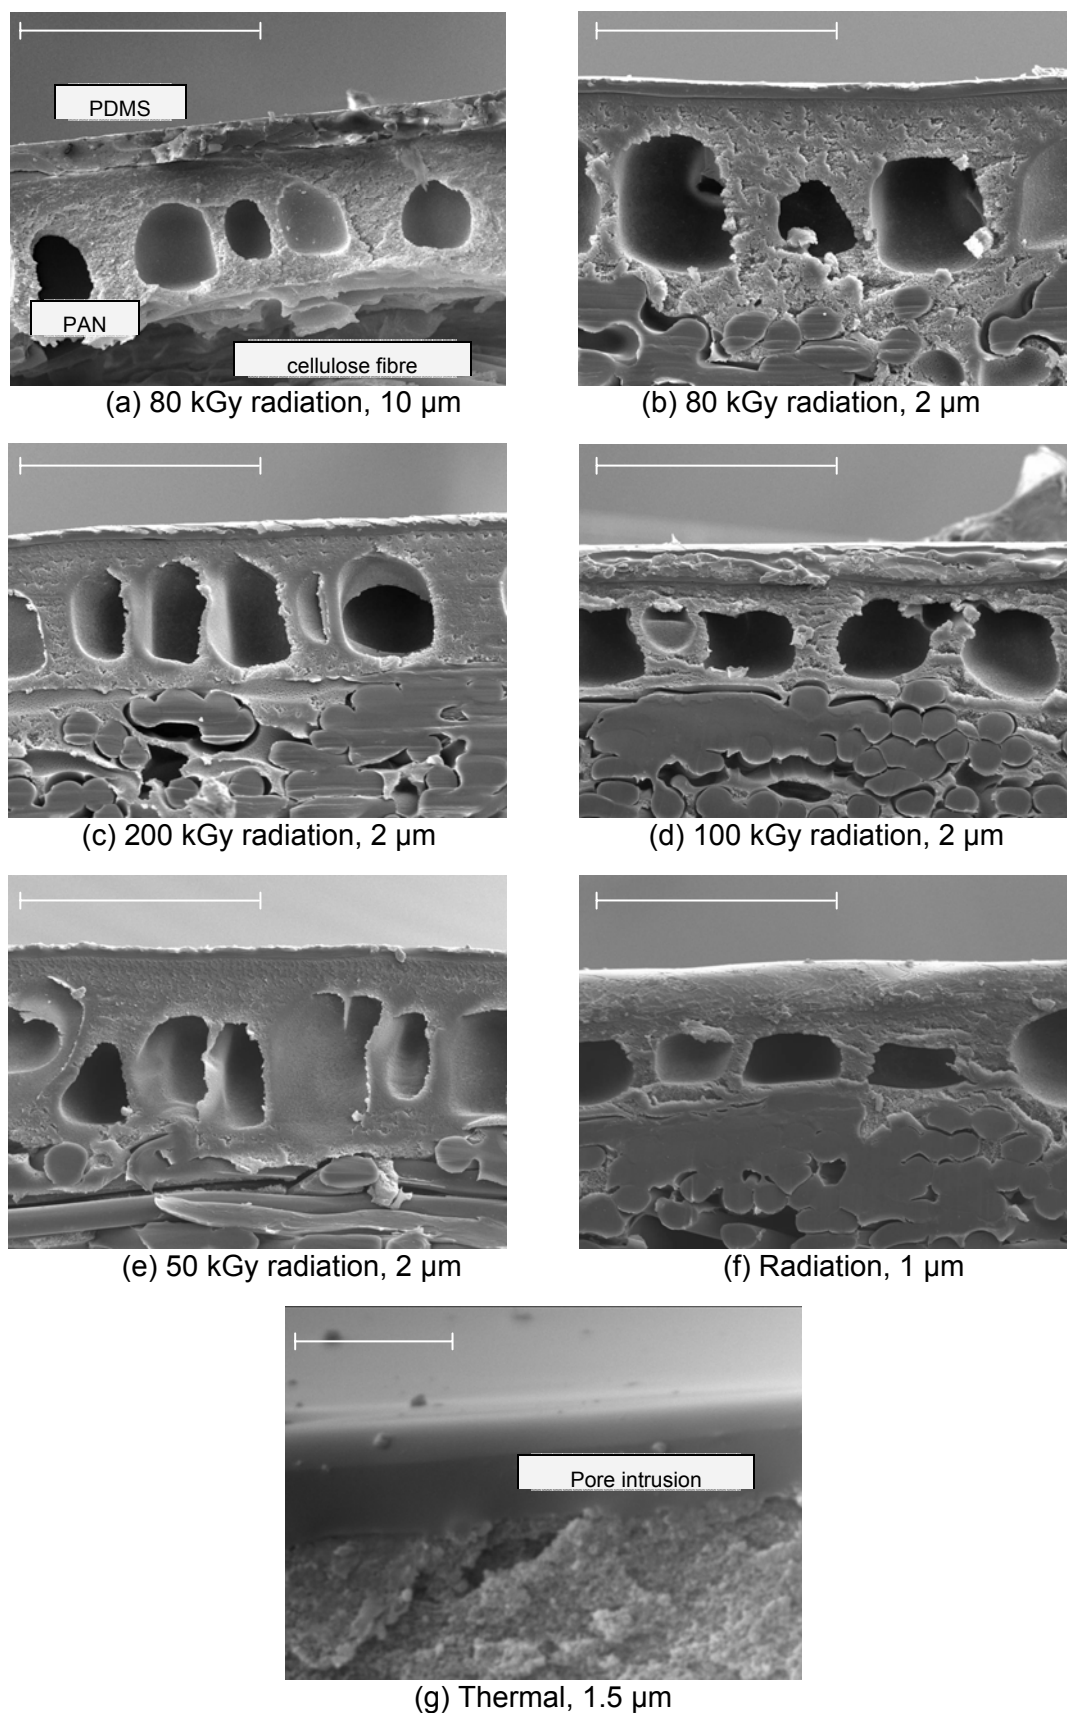 PDMS
PAN
cellulose fibre
(a) 80 kGy radiation, 10 µm
(b) 80 kGy radiation, 2 µm
(c) 200 kGy radiation, 2 µm
(d) 100 kGy radiation, 2 µm
(e) 50 kGy radiation, 2 µm
(f) Radiation, 1 µm
Pore intrusion
(g) Thermal, 1.5 µm